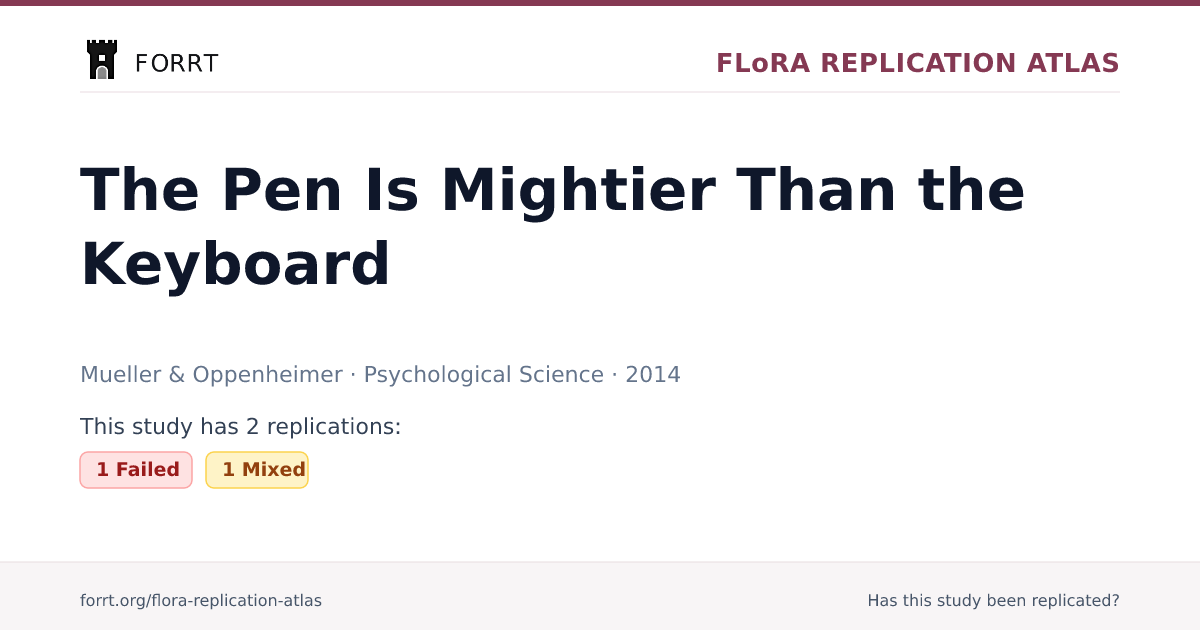 FORRT
FLoRA REPLICATION ATLAS
The Pen Is Mightier Than the
Keyboard
Mueller & Oppenheimer · Psychological Science · 2014
This study has 2 replications:
1 Failed
1 Mixed
forrt.org/flora-replication-atlas
Has this study been replicated?